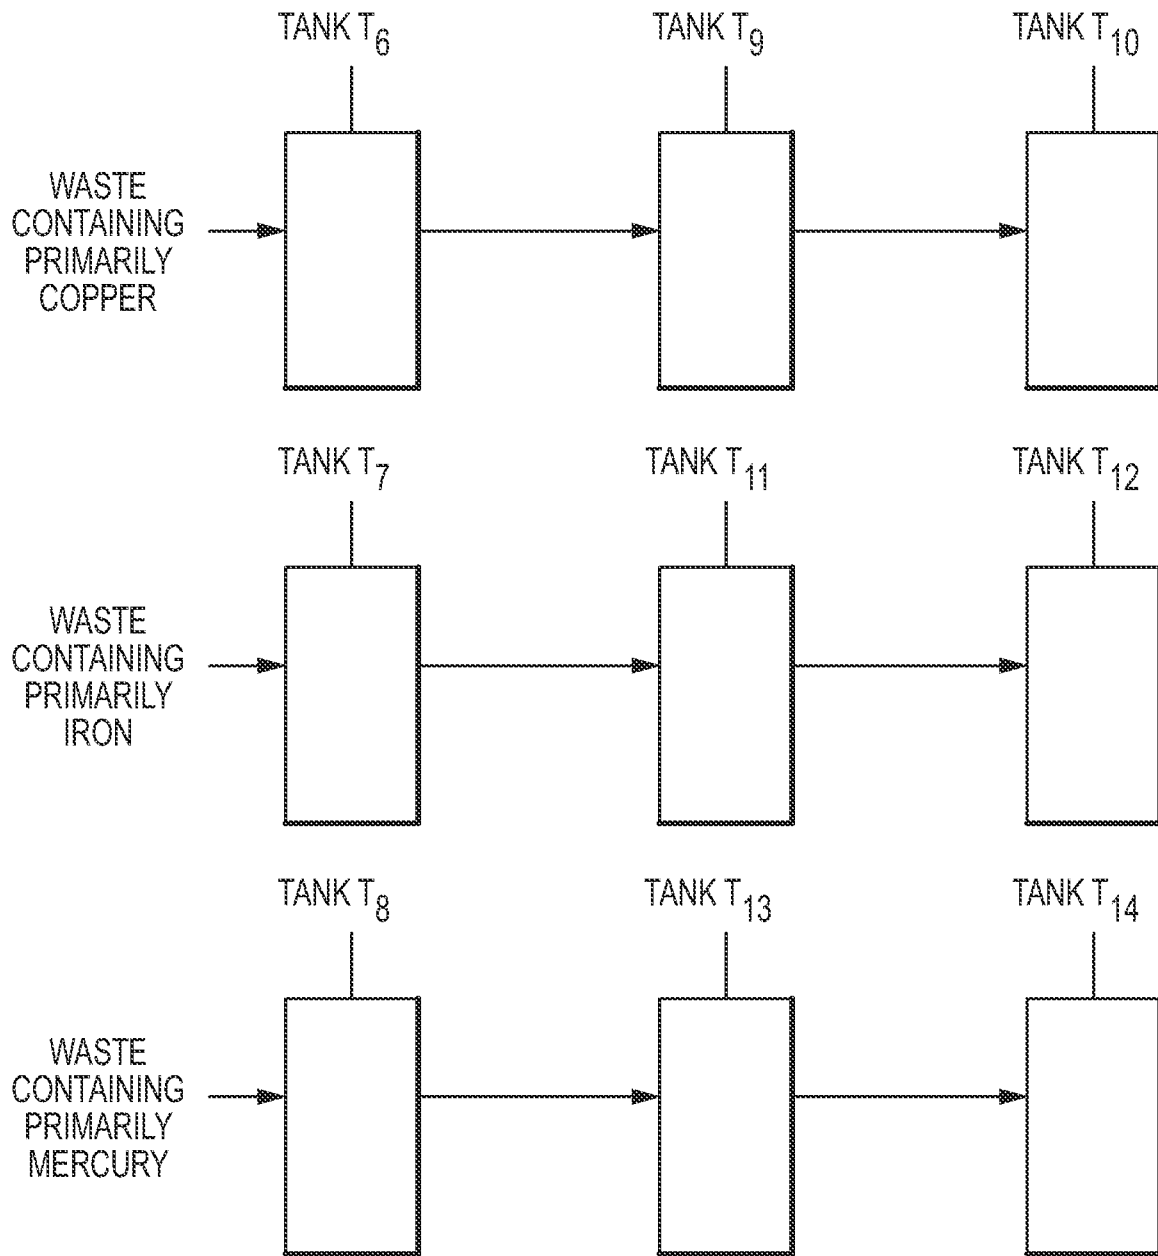 TANK T6 TANK T9 TANK T10
WASTE
CONTAINING
PRIMARILY
COPPER
TANK T7 TANK T11 TANK T12
WASTE
CONTAINING
PRIMARILY
IRON
TANK T8 TANK T13 TANK T14
WASTE
CONTAINING
PRIMARILY
MERCURY